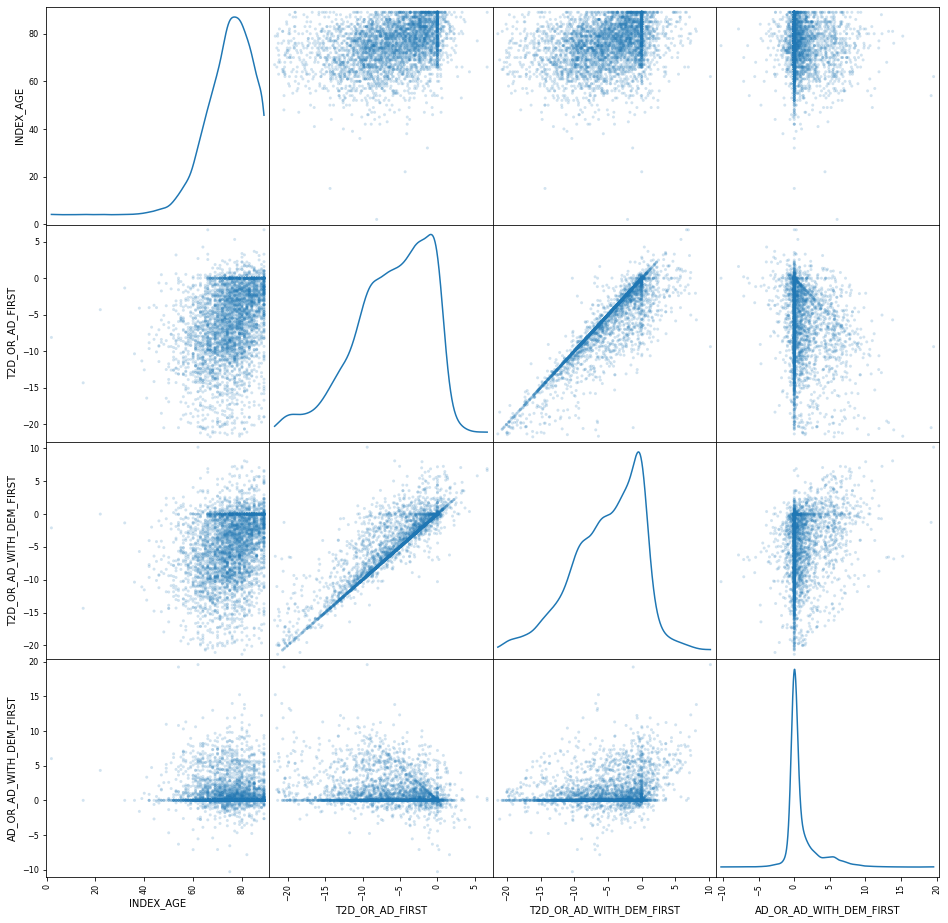 INDEX_AGE
80
60
40
20
0
T2D_OR_AD_FIRST
5
0
−5
−10
−15
−20
T2D_OR_AD_WITH_DEM_FIRST
10
5
0
−5
−10
−15
−20
AD_OR_AD_WITH_DEM_FIRST
20
15
10
5
0
−5
−10
0 20 40 60 80
−20 −15 −10 −5 0 5
−20 −15 −10 −5 0 5 10
−10 −5 0 5 10 15 20
INDEX_AGE T2D_OR_AD_FIRST T2D_OR_AD_WITH_DEM_FIRST AD_OR_AD_WITH_DEM_FIRST